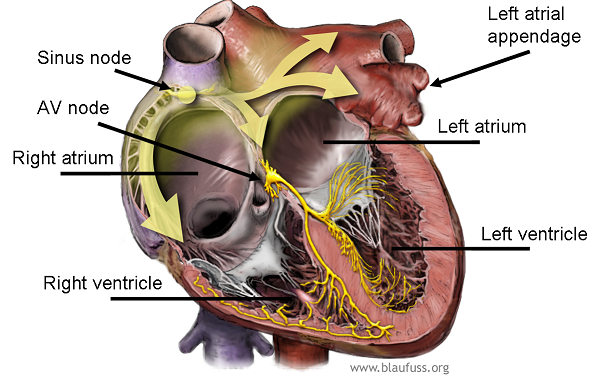 Left atrial
appendage
Sinus node
AV node
Left atrium
Right atrium
Left ventricle
Right ventricle
www.blaufuss.org